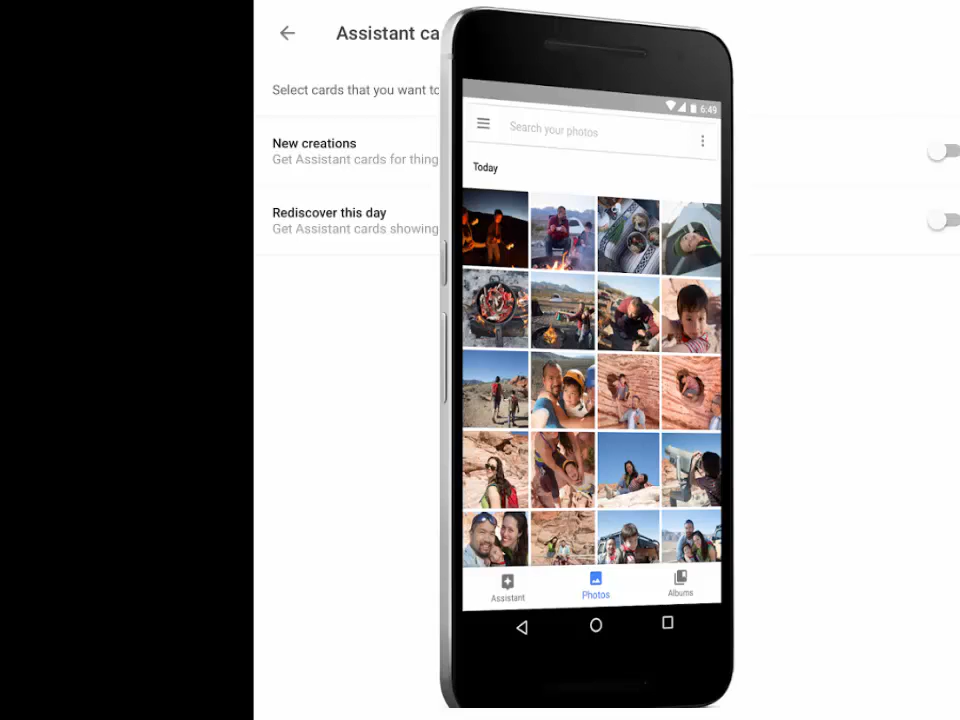 Assistant ca
Select cards that you want to
New creations
Get Assistant cards for thing
Rediscover this day
Get Assistant cards showing
6:49
Search your photos
Today
Assistant
Photos
Albums